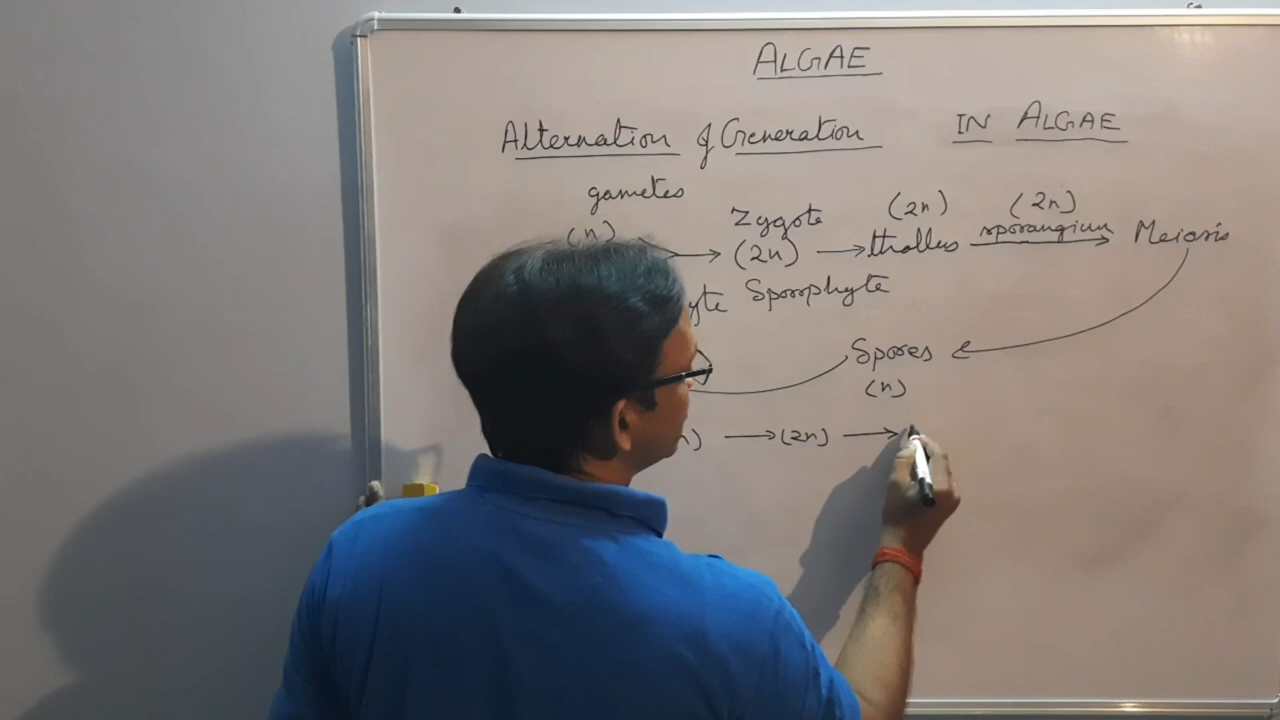 ALGAE
Alternation of Generation IN ALGAE
gametes
(n) → Zygote (2n) → (2n) thallus (2n) sporangium → Meiosis
Sporophyte
Spores
(n)
→ (2n) →